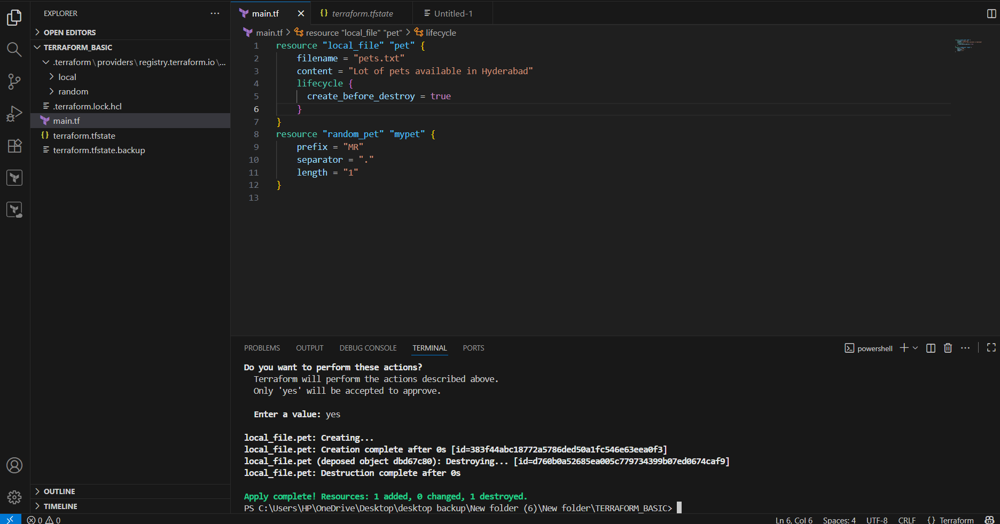 EXPLORER
OPEN EDITORS
TERRAFORM_BASIC
.terraform\providers\registry.terraform.io\...
local
random
.terraform.lock.hcl
main.tf
terraform.tfstate
terraform.tfstate.backup
OUTLINE
TIMELINE
main.tf
terraform.tfstate
Untitled-1
main.tf > resource "local_file" "pet" > lifecycle
1 resource "local_file" "pet" {
2 filename = "pets.txt"
3 content = "Lot of pets available in Hyderabad"
4 lifecycle {
5 create_before_destroy = true
6 }
7 }
8 resource "random_pet" "mypet" {
9 prefix = "MR"
10 separator = "."
11 length = "1"
12 }
13
PROBLEMS OUTPUT DEBUG CONSOLE TERMINAL PORTS
powershell
Do you want to perform these actions?
Terraform will perform the actions described above.
Only 'yes' will be accepted to approve.
Enter a value: yes
local_file.pet: Creating...
local_file.pet: Creation complete after 0s [id=383f44abc18772a5786ded50a1fc546e63eea0f3]
local_file.pet (deposed object dbd67c80): Destroying... [id=d760b0a52685ea005c779734399b07ed0674caf9]
local_file.pet: Destruction complete after 0s
Apply complete! Resources: 1 added, 0 changed, 1 destroyed.
PS C:\Users\HP\OneDrive\Desktop\desktop backup\New folder (6)\New folder\TERRAFORM_BASIC>
0 0
Ln 6, Col 6 Spaces: 4 UTF-8 CRLF {} Terraform